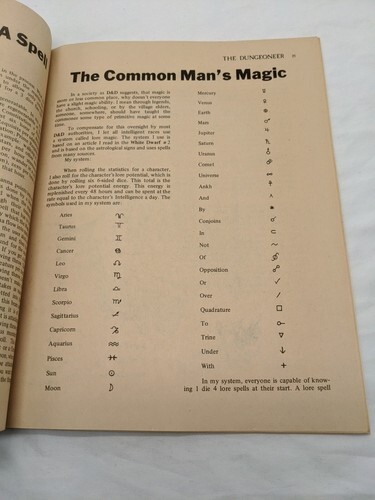 A Spell
THE DUNGEONEER
The Common Man's Magic
In a society as D&D suggests, that magic is
more or less common place, why doesn't everyone
have a slight magic ability. I mean through legends,
the church, schooling, or by the village elders,
someone, somewhere, should have taught the
commoner some type of primitive magic at some
time.
To compensate for this oversight by most
D&D authorities, I let all intelligent races use
a system called lore magic. The system I use is
based on an article I read in the White Dwarf # 2
and is based on the astrological signs and uses spells
from many sources.
My system:
When rolling the statistics for a character,
I also roll for the character's lore potential, which is
done by rolling six 6-sided dice. This total is the
character's lore potential energy. This energy is
replenished every 48 hours and can be spent at the
rate equal to the character's Intelligence a day. The
symbols used in my system are:
Aries ♈
Taurus ♉
Gemini ♊
Cancer ♋
Leo ♌
Virgo ♍
Libra ♎
Scorpio ♏
Sagittarius ♐
Capricorn ♑
Aquarius ♒
Pisces ♓
Sun ☉
Moon ☽
Mercury ☿
Venus ♀
Earth
Mars ♂
Jupiter ♃
Saturn ♄
Uranus ♅
Comet
Universe
Ankh
And
By
Conjoins ☌
In ⊂
Not ~
Of
Opposition ☍
Or ✓
Over /
Quadrature □
To
Trine ▽
Under ↓
With +
In my system, everyone is capable of know-
ing 1 die 4 lore spells at their start. A lore spell